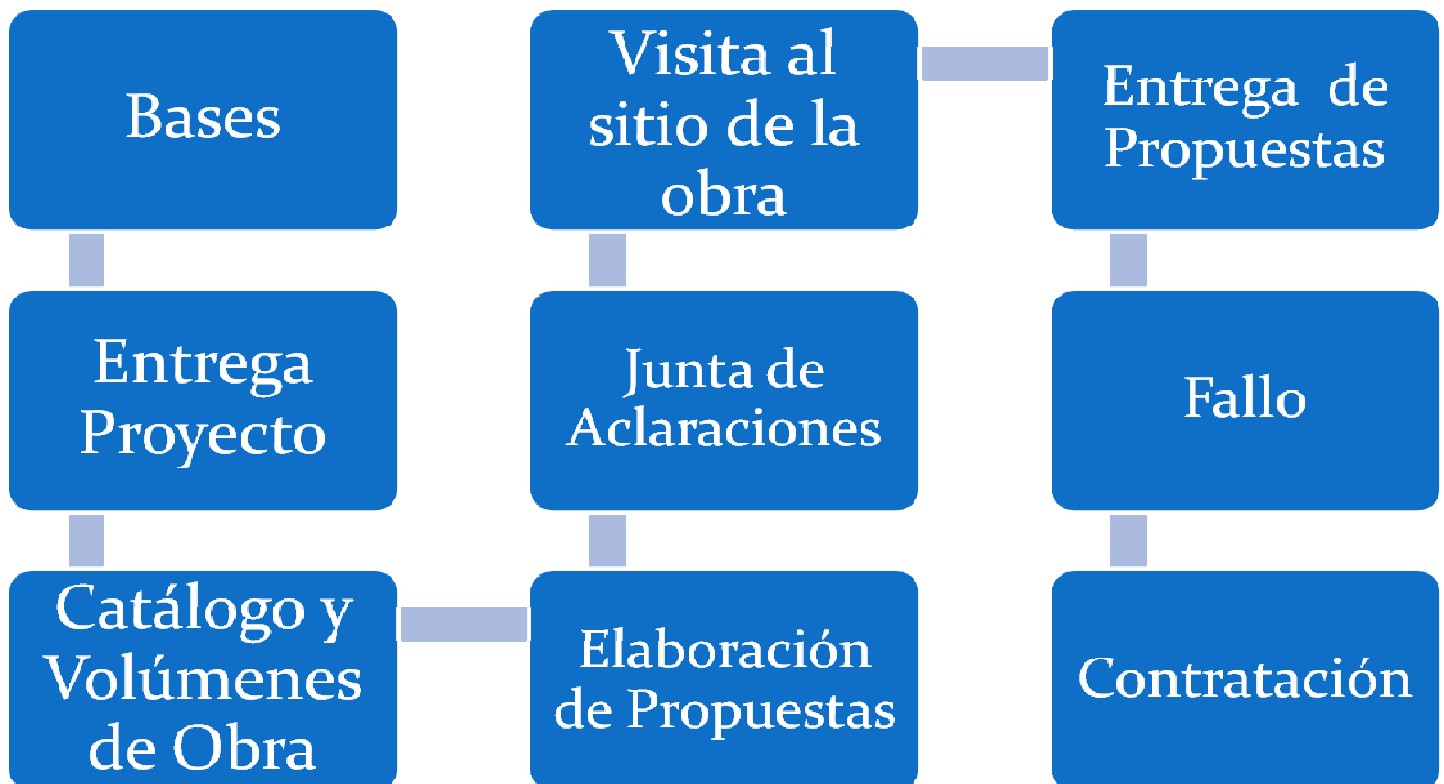 Bases
Entrega
Proyecto
Catálogo y
Volúmenes
de Obra
Elaboración
de Propuestas
Junta de
Aclaraciones
Visita al
sitio de la
obra
Entrega de
Propuestas
Fallo
Contratación